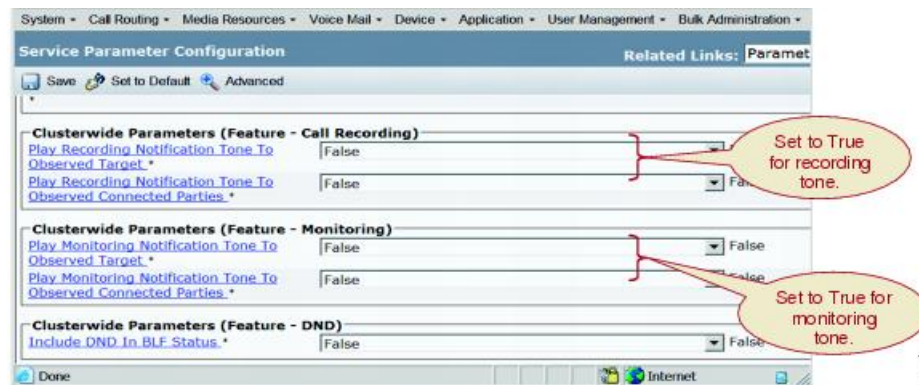 System Call Routing Media Resources Voice Mail Device Application User Management Bulk Administration
Service Parameter Configuration Related Links: Paramet
Save Set to Default Advanced
*
Clusterwide Parameters (Feature - Call Recording)
Play Recording Notification Tone To Observed Target * False
Play Recording Notification Tone To Observed Connected Parties * False
Set to True
for recording
tone.
Clusterwide Parameters (Feature - Monitoring)
Play Monitoring Notification Tone To Observed Target * False False
Play Monitoring Notification Tone To Observed Connected Parties * False False
Set to True for
monitoring
tone.
Clusterwide Parameters (Feature - DND)
Include DND In BLF Status * False False
Done Internet